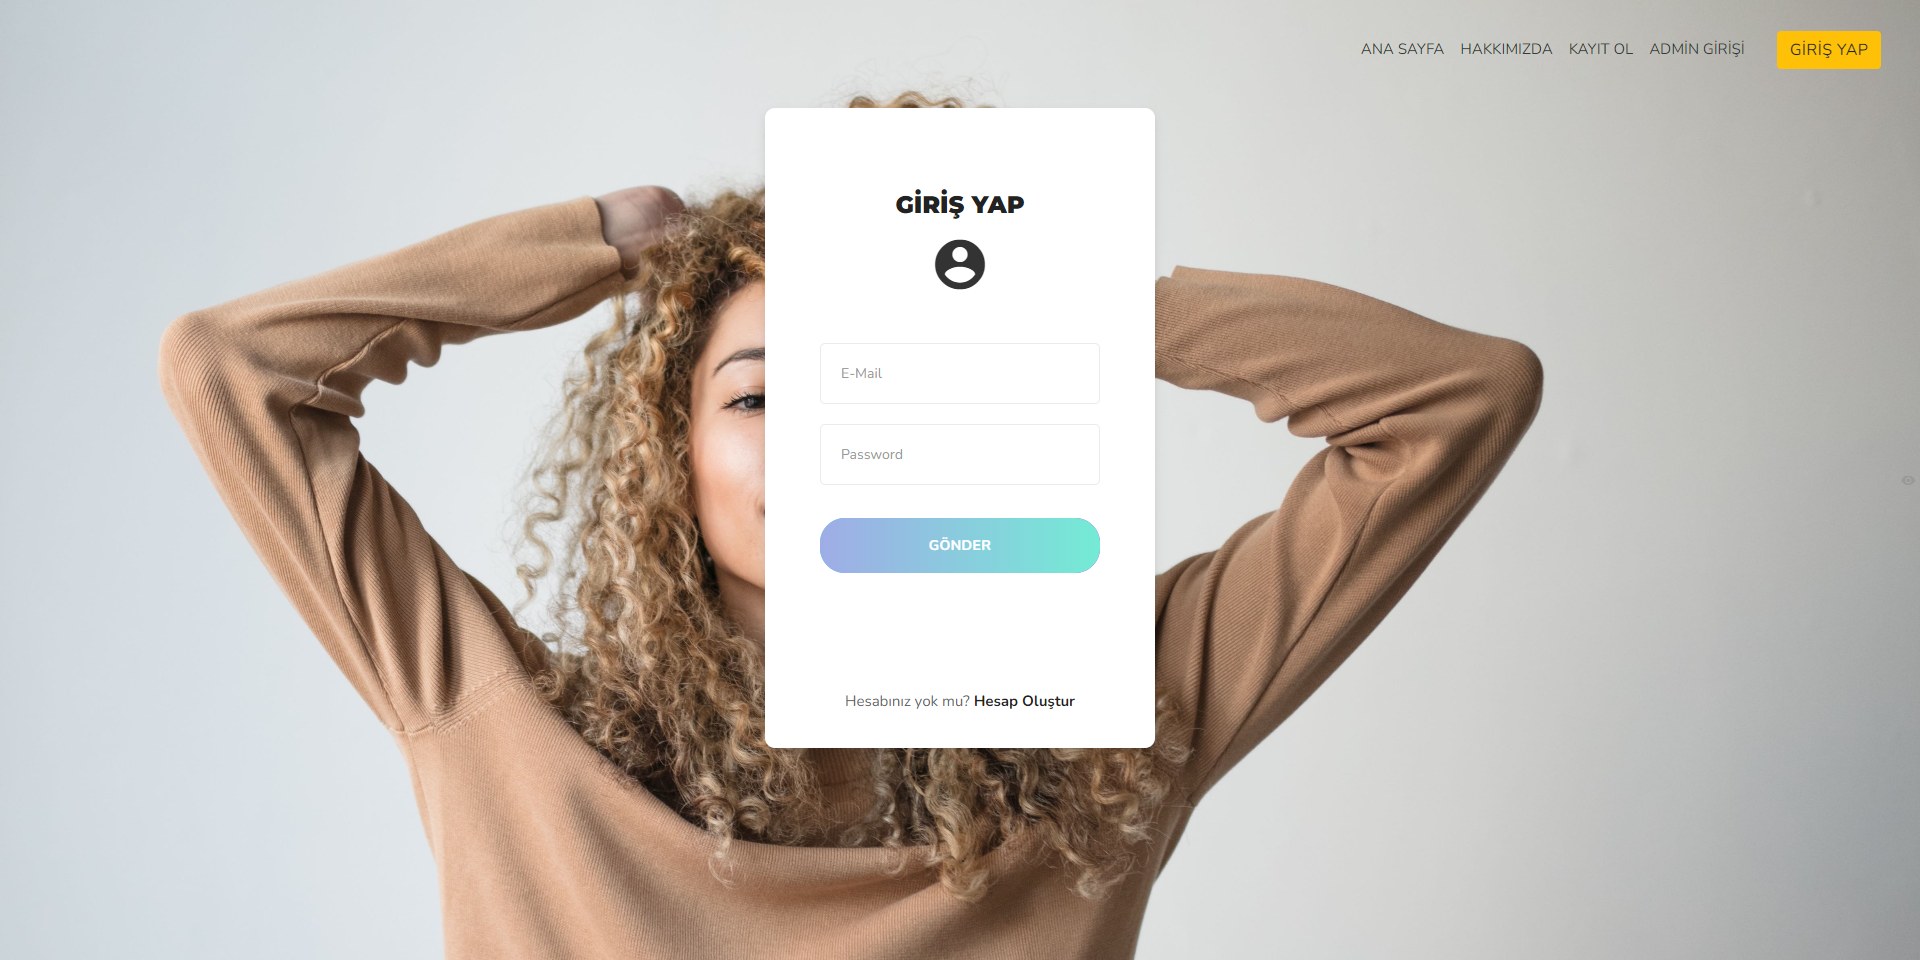 ANA SAYFA HAKKIMIZDA KAYIT OL ADMİN GİRİŞİ GİRİŞ YAP
GİRİŞ YAP
E-Mail
Password
GÖNDER
Hesabınız yok mu? Hesap Oluştur